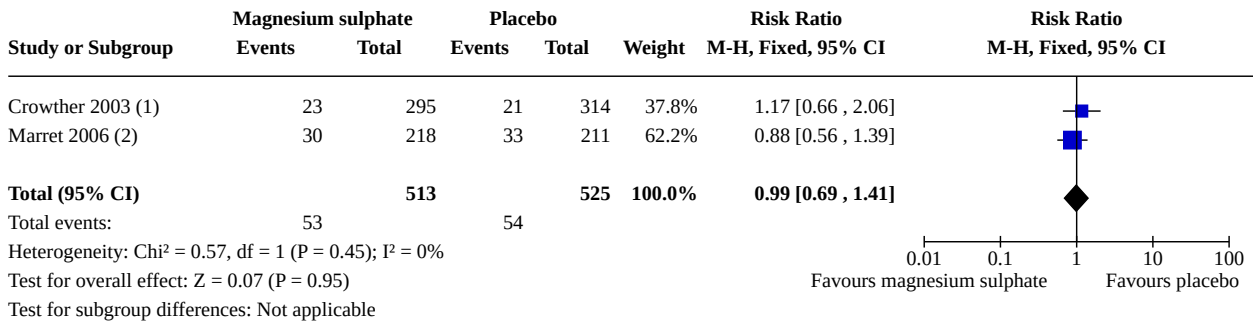 Magnesium sulphate Placebo Risk Ratio Risk Ratio
Study or Subgroup Events Total Events Total Weight M-H, Fixed, 95% CI M-H, Fixed, 95% CI
Crowther 2003 (1) 23 295 21 314 37.8% 1.17 [0.66 , 2.06]
Marret 2006 (2) 30 218 33 211 62.2% 0.88 [0.56 , 1.39]
Total (95% CI) 513 525 100.0% 0.99 [0.69 , 1.41]
Total events: 53 54
Heterogeneity: Chi² = 0.57, df = 1 (P = 0.45); I² = 0%
0.01 0.1 1 10 100
Test for overall effect: Z = 0.07 (P = 0.95)
Favours magnesium sulphate Favours placebo
Test for subgroup differences: Not applicable